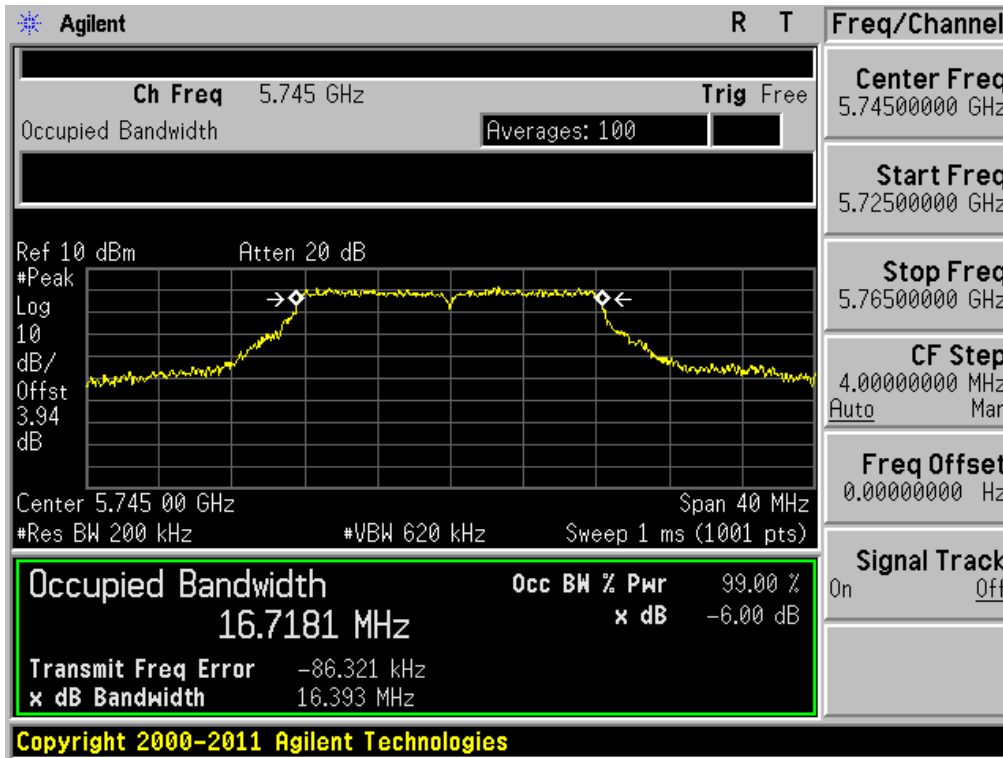 Agilent R T Freq/Channel
Ch Freq 5.745 GHz Trig Free
Occupied Bandwidth Averages: 100
Ref 10 dBm Atten 20 dB
#Peak
Log
10
dB/
Offst
3.94
dB
Center 5.745 00 GHz Span 40 MHz
#Res BW 200 kHz #VBW 620 kHz Sweep 1 ms (1001 pts)
Occupied Bandwidth Occ BW % Pwr 99.00 %
16.7181 MHz x dB -6.00 dB
Transmit Freq Error -86.321 kHz
x dB Bandwidth 16.393 MHz
Copyright 2000-2011 Agilent Technologies
Center Freq
5.74500000 GHz
Start Freq
5.72500000 GHz
Stop Freq
5.76500000 GHz
CF Step
4.00000000 MHz
Auto Man
Freq Offset
0.00000000 Hz
Signal Track
On Off